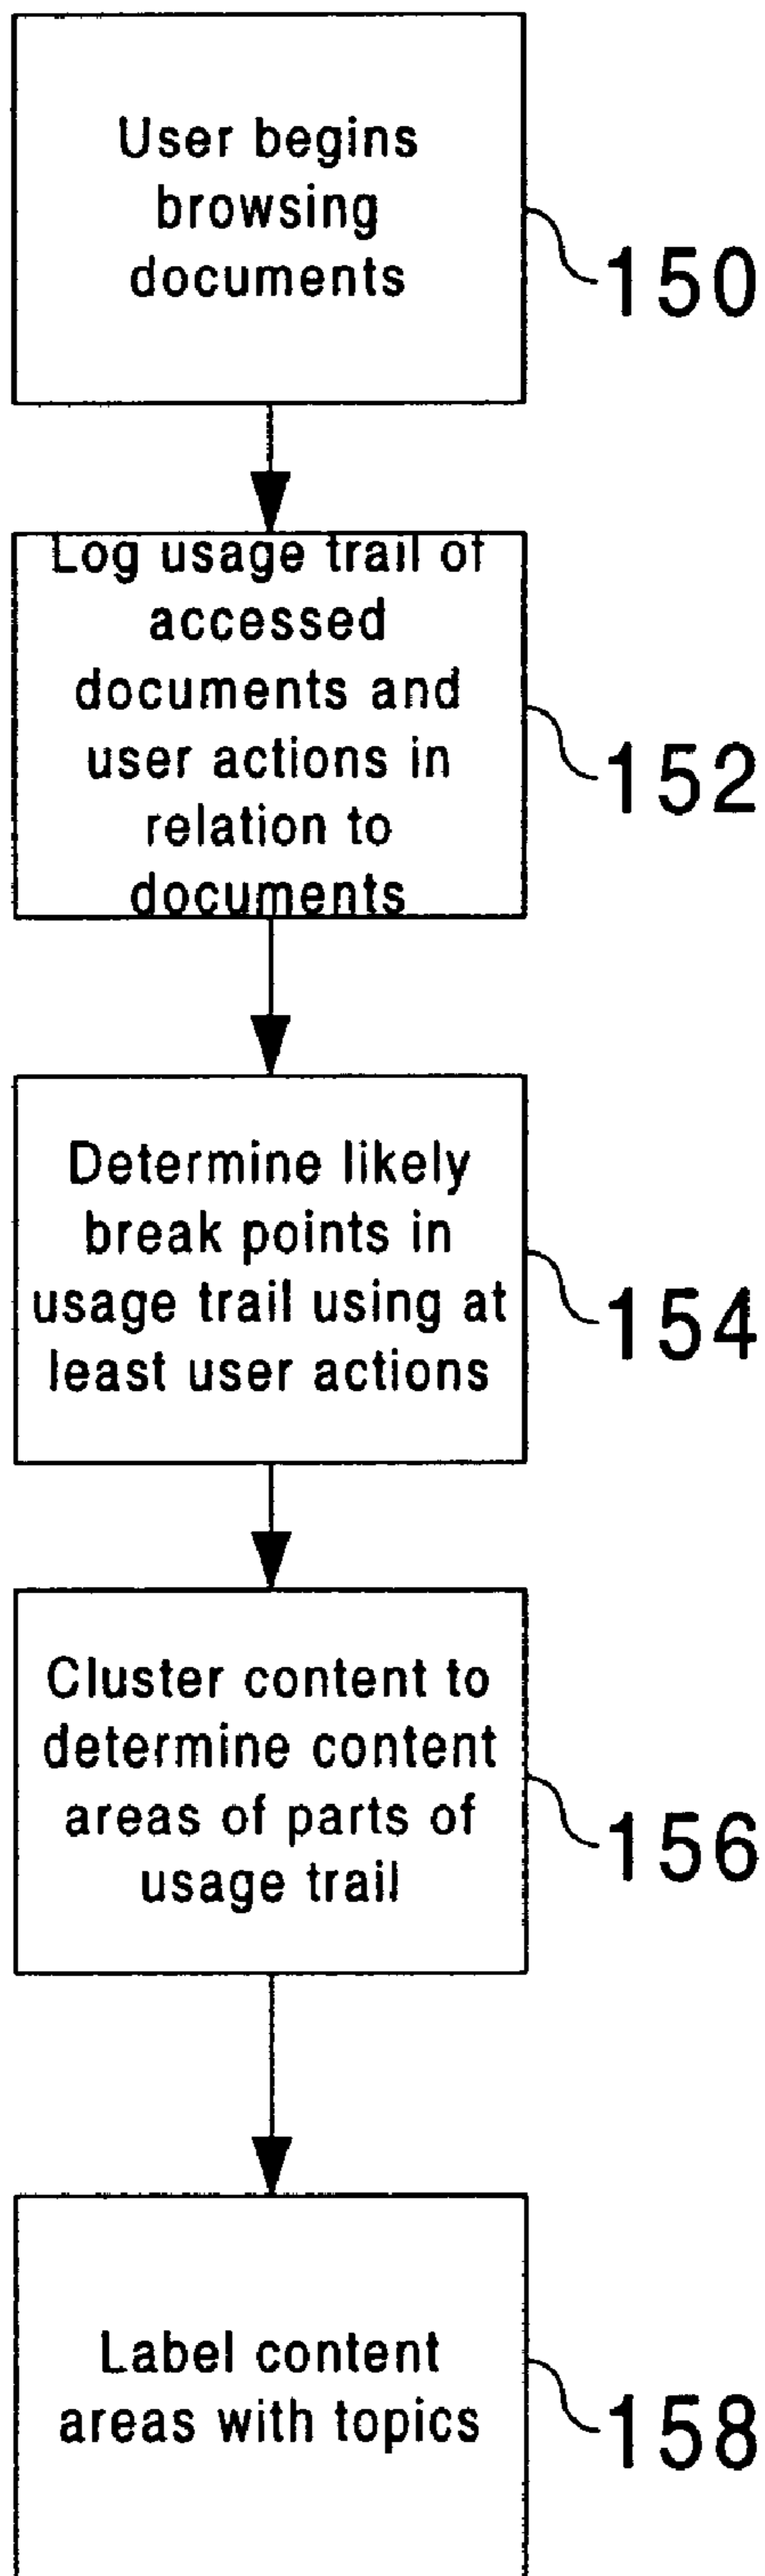 User begins
browsing
documents
150
Log usage trail of
accessed
documents and
user actions in
relation to
documents
152
Determine likely
break points in
usage trail using at
least user actions
154
Cluster content to
determine content
areas of parts of
usage trail
156
Label content
areas with topics
158